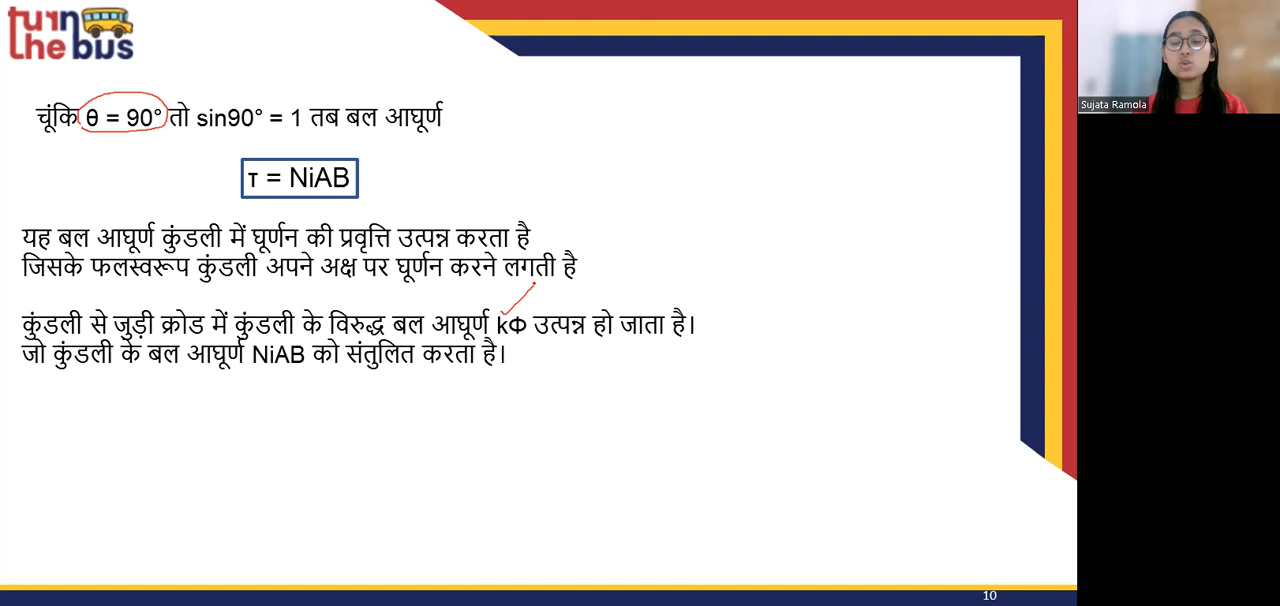 turn
the bus
चूंकि θ = 90° तो sin90° = 1 तब बल आघूर्ण
τ = NiAB
यह बल आघूर्ण कुंडली में घूर्णन की प्रवृत्ति उत्पन्न करता है
जिसके फलस्वरूप कुंडली अपने अक्ष पर घूर्णन करने लगती है
कुंडली से जुड़ी क्रोड में कुंडली के विरुद्ध बल आघूर्ण kΦ उत्पन्न हो जाता है।
जो कुंडली के बल आघूर्ण NiAB को संतुलित करता है।
10
Sujata Ramola